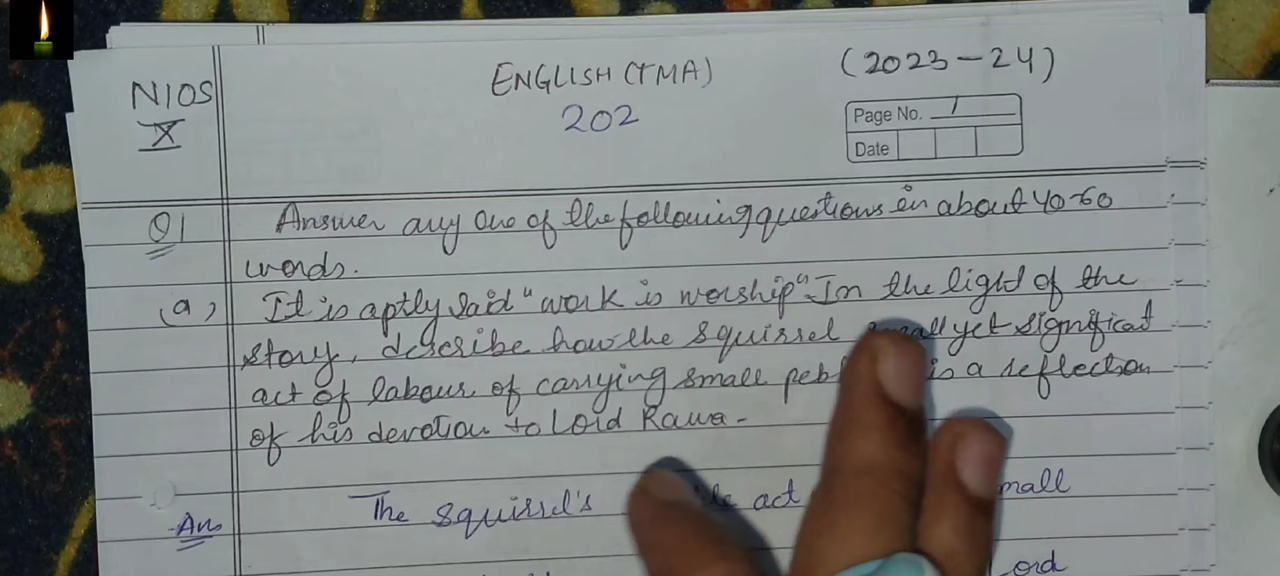 NIOS
X
ENGLISH (TMA)
202
(2023-24)
Page No. 1
Date
Q1 Answer any one of the following questions in about 40-60
words.
(a) It is aptly said "work is worship" In the light of the
story, describe how the squirrel small yet significat
act of labour of carrying small is a reflection
of his devotion to Lord Rama-
Ans The squirrel's act small
ord